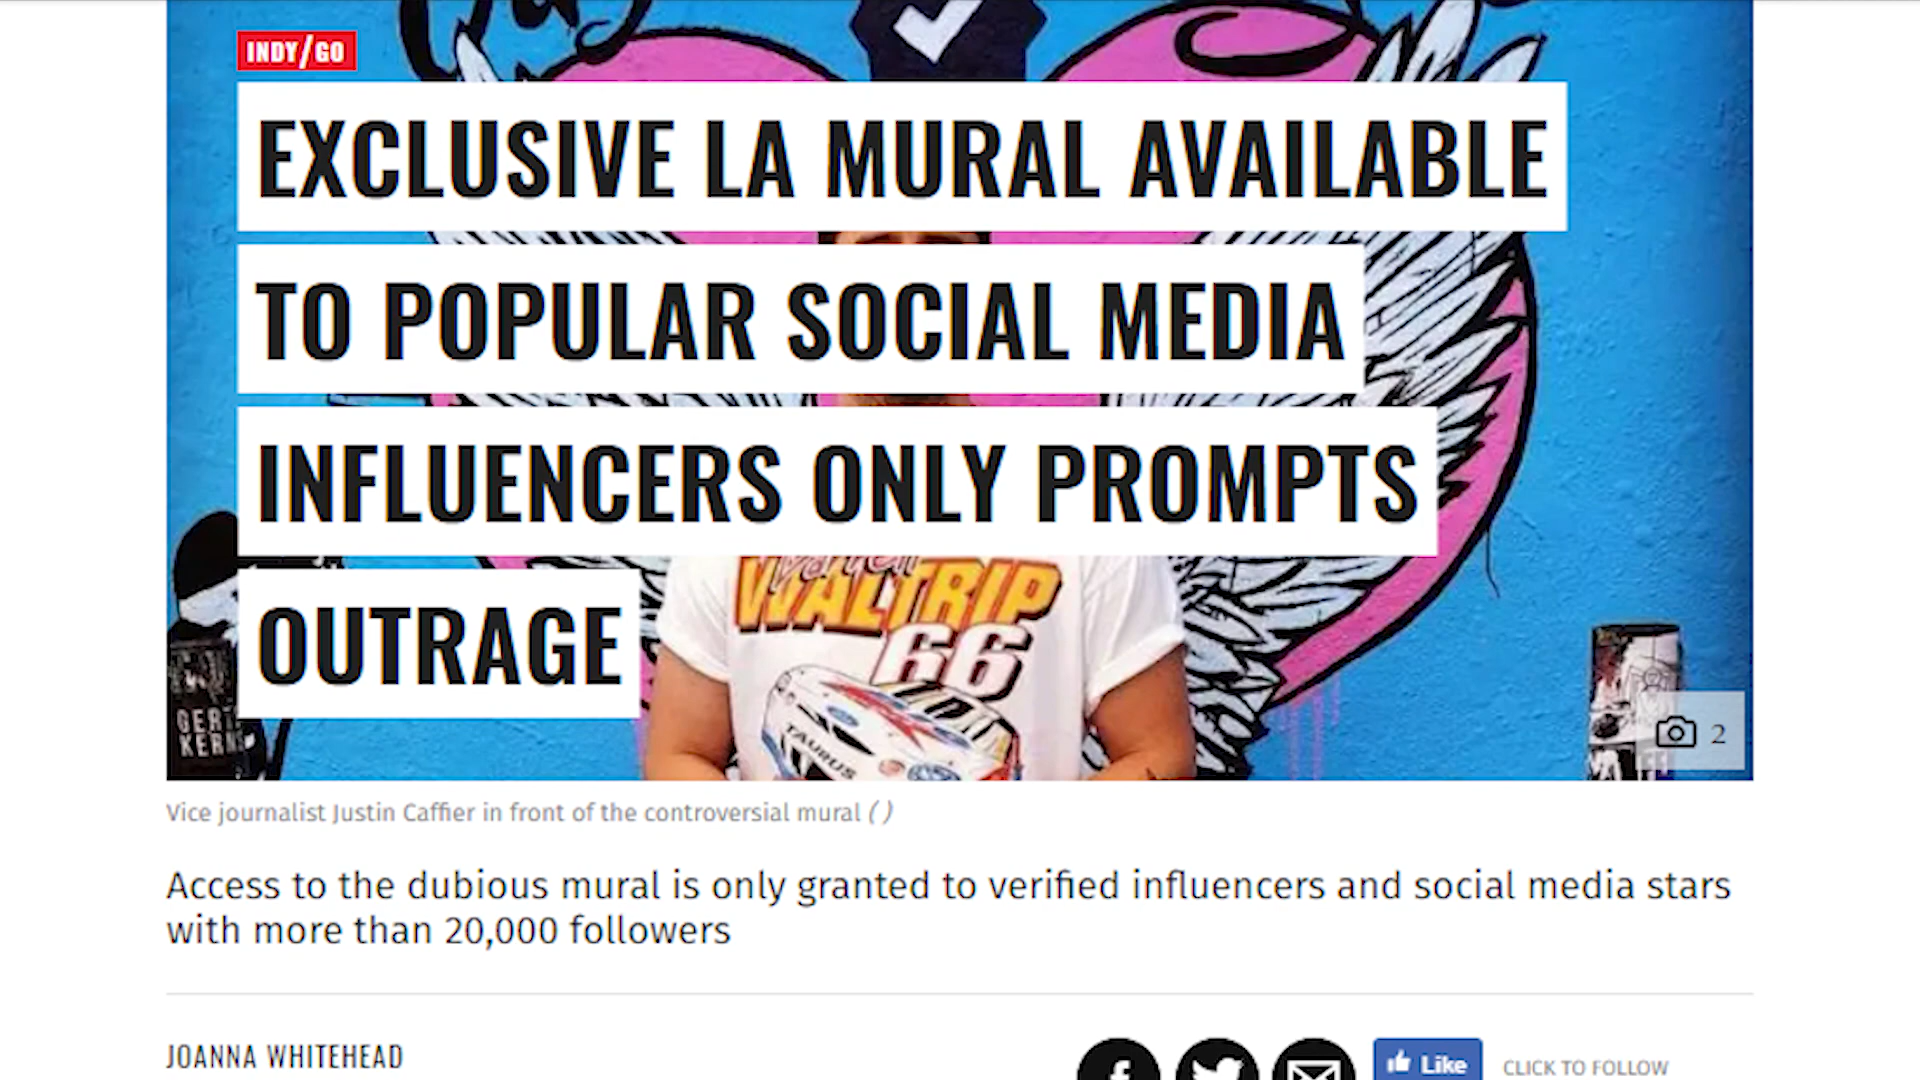 INDY/GO
EXCLUSIVE LA MURAL AVAILABLE
TO POPULAR SOCIAL MEDIA
INFLUENCERS ONLY PROMPTS
OUTRAGE
WALTRIP
66
TAURUS
2
Vice journalist Justin Caffier in front of the controversial mural ( )
Access to the dubious mural is only granted to verified influencers and social media stars
with more than 20,000 followers
JOANNA WHITEHEAD
Like
CLICK TO FOLLOW